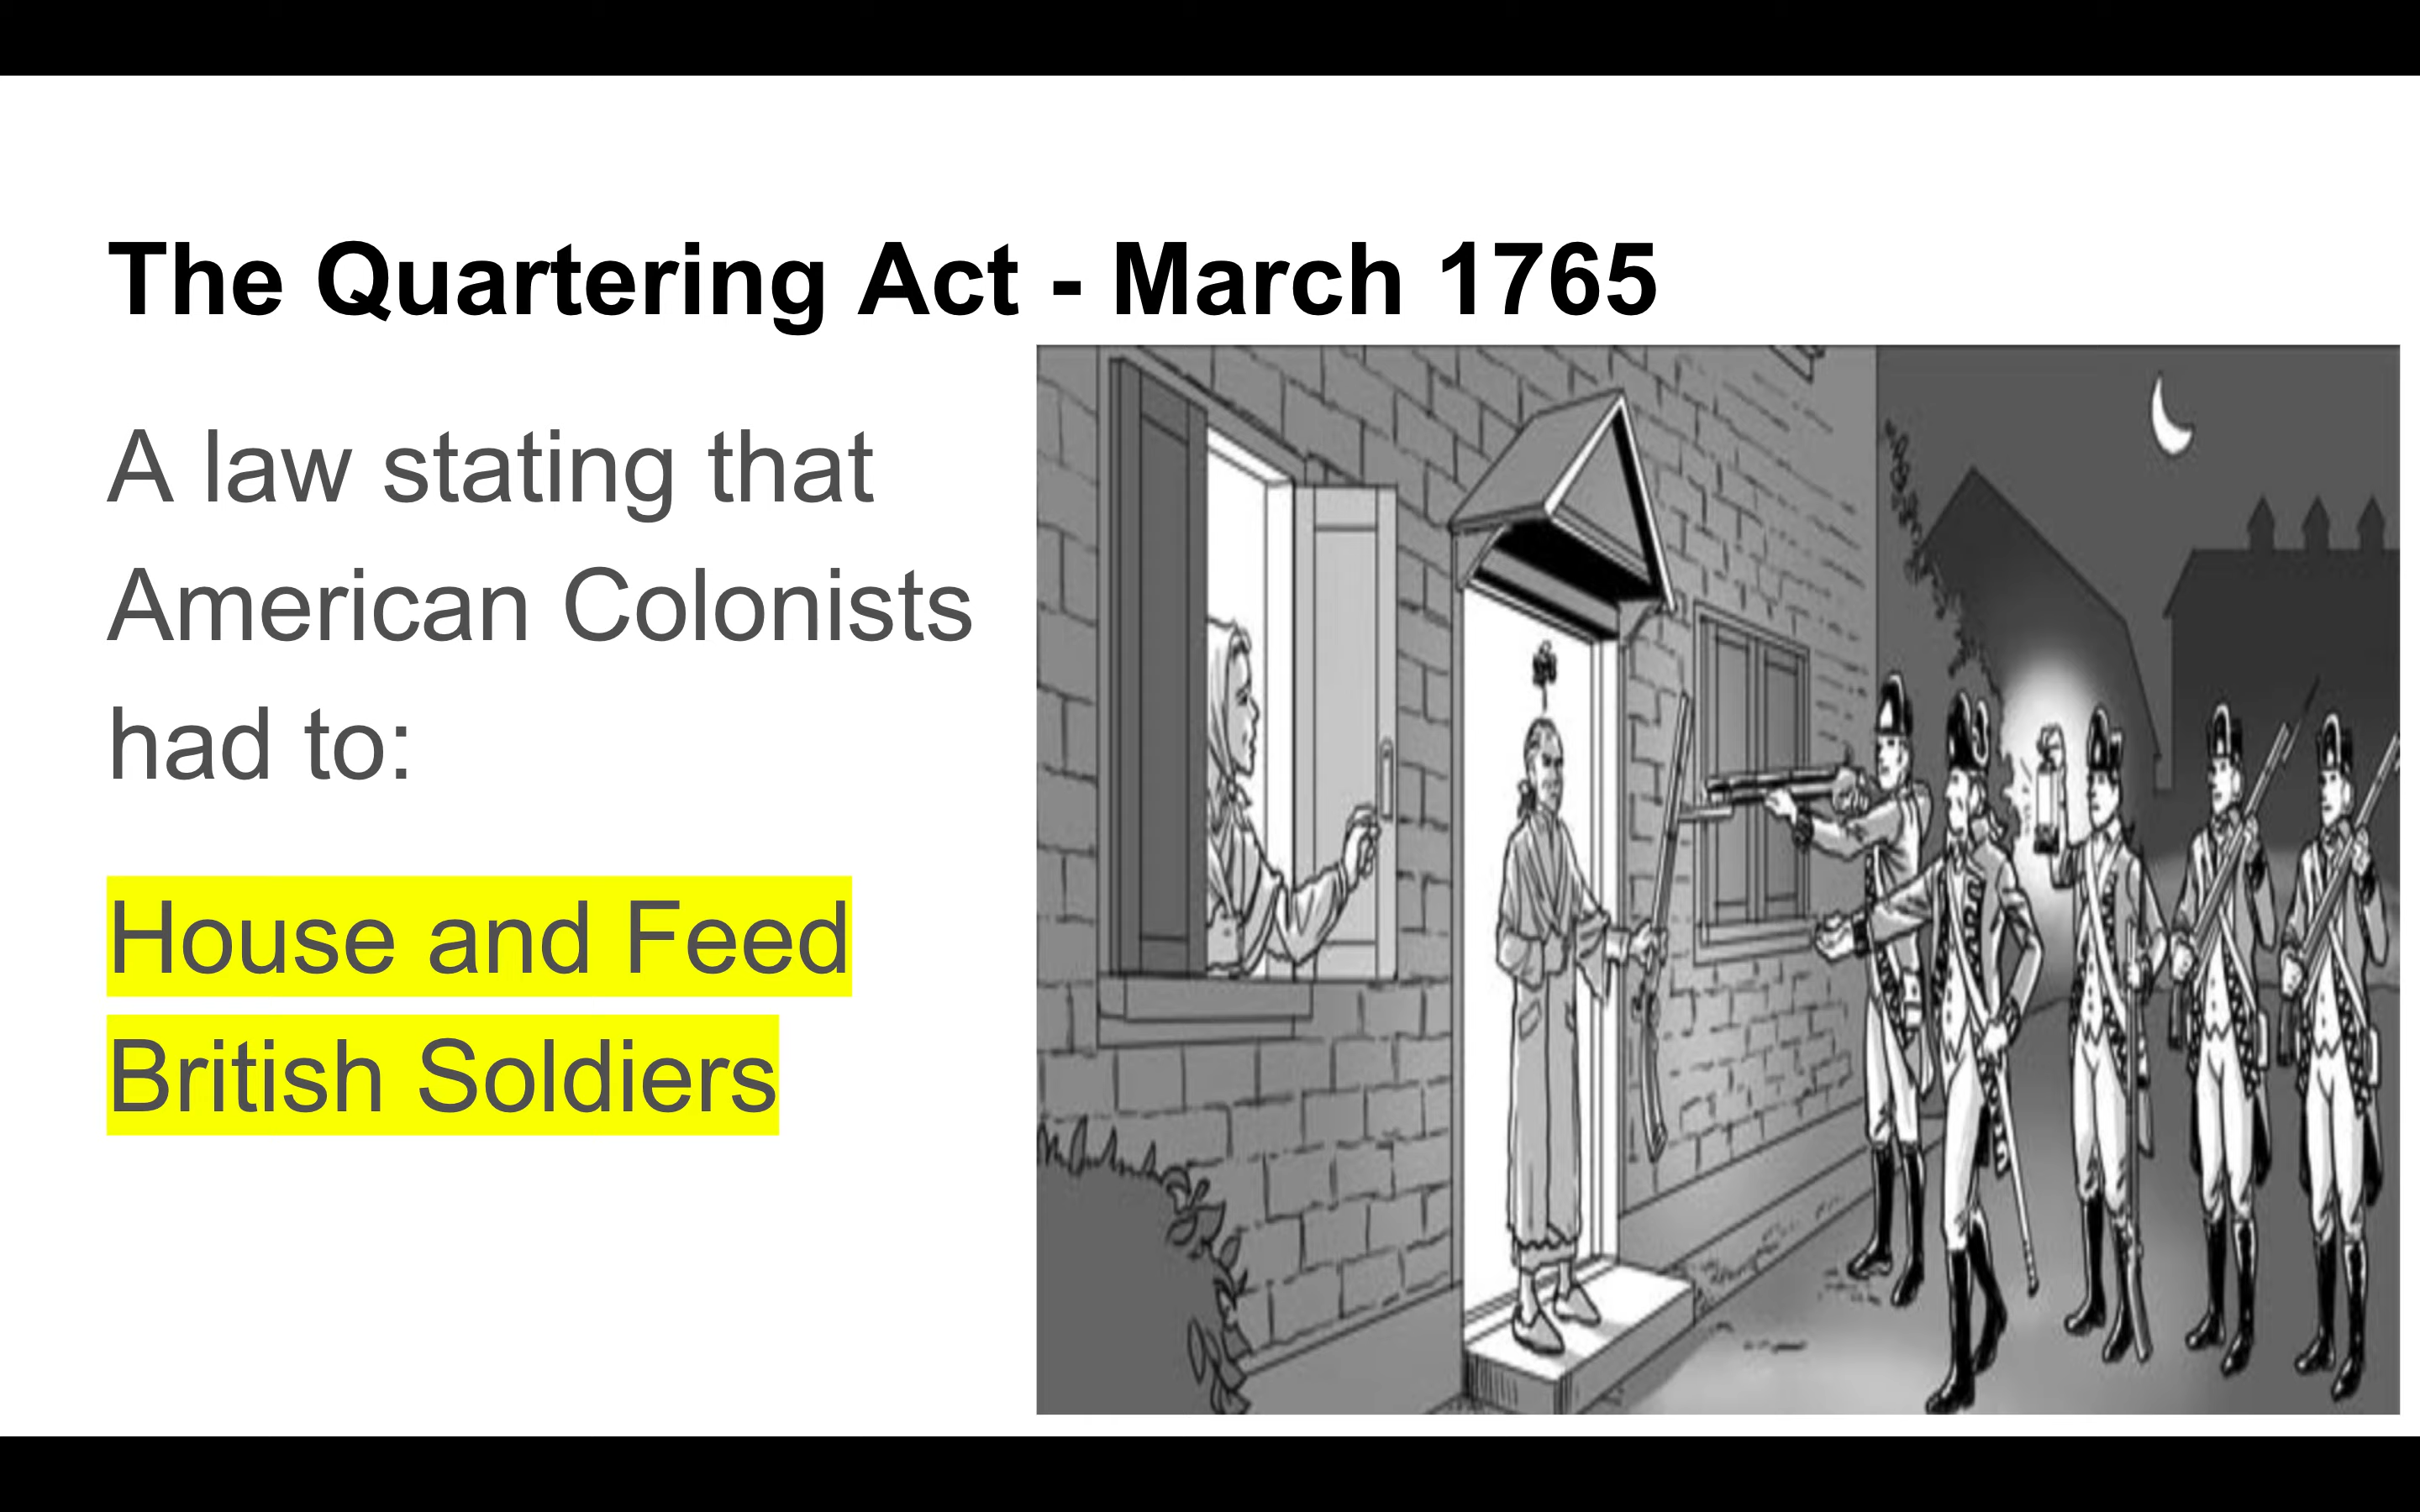 The Quartering Act - March 1765
A law stating that
American Colonists
had to:
House and Feed
British Soldiers